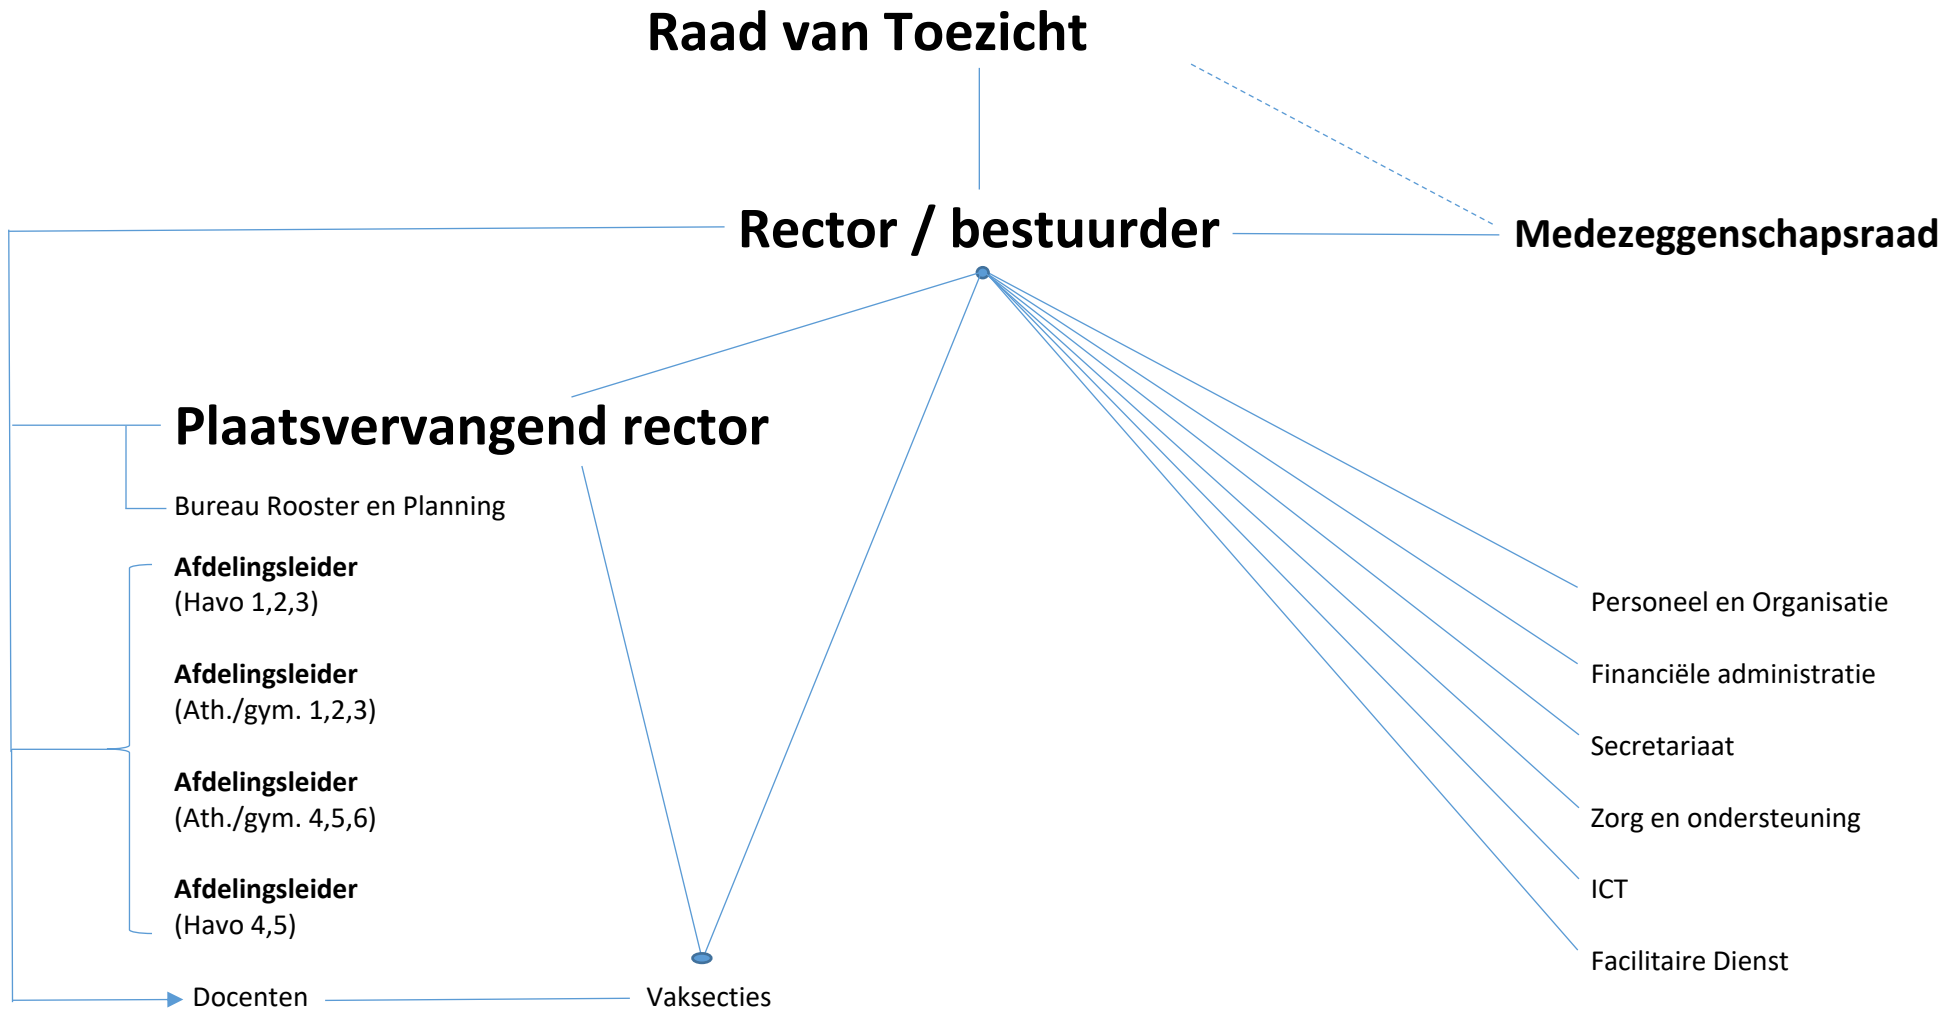 Raad van Toezicht
Rector / bestuurder
Medezeggenschapsraad
Plaatsvervangend rector
Bureau Rooster en Planning
Afdelingsleider
(Havo 1,2,3)
Afdelingsleider
(Ath./gym. 1,2,3)
Afdelingsleider
(Ath./gym. 4,5,6)
Afdelingsleider
(Havo 4,5)
Docenten
Vaksecties
Personeel en Organisatie
Financiële administratie
Secretariaat
Zorg en ondersteuning
ICT
Facilitaire Dienst